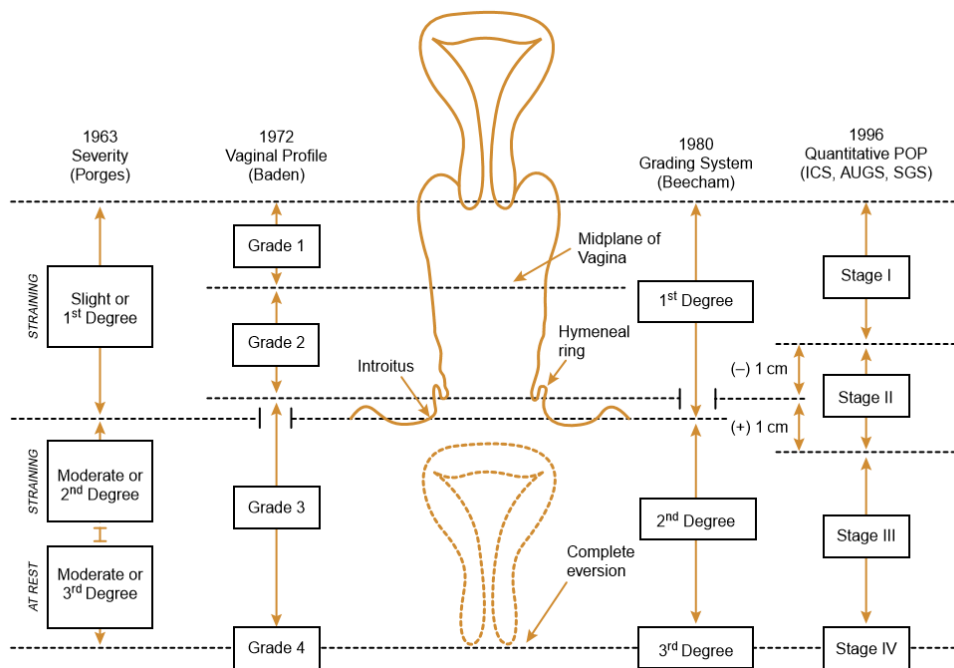 1963
Severity
(Porges)
1972
Vaginal Profile
(Baden)
1980
Grading System
(Beecham)
1996
Quantitative POP
(ICS, AUGS, SGS)
STRAINING
Slight or
1st Degree
STRAINING
Moderate or
2nd Degree
AT REST
Moderate or
3rd Degree
Grade 1
Grade 2
Grade 3
Grade 4
Midplane of
Vagina
Hymeneal
ring
Introitus
Complete
eversion
1st Degree
2nd Degree
3rd Degree
(–) 1 cm
(+) 1 cm
Stage I
Stage II
Stage III
Stage IV